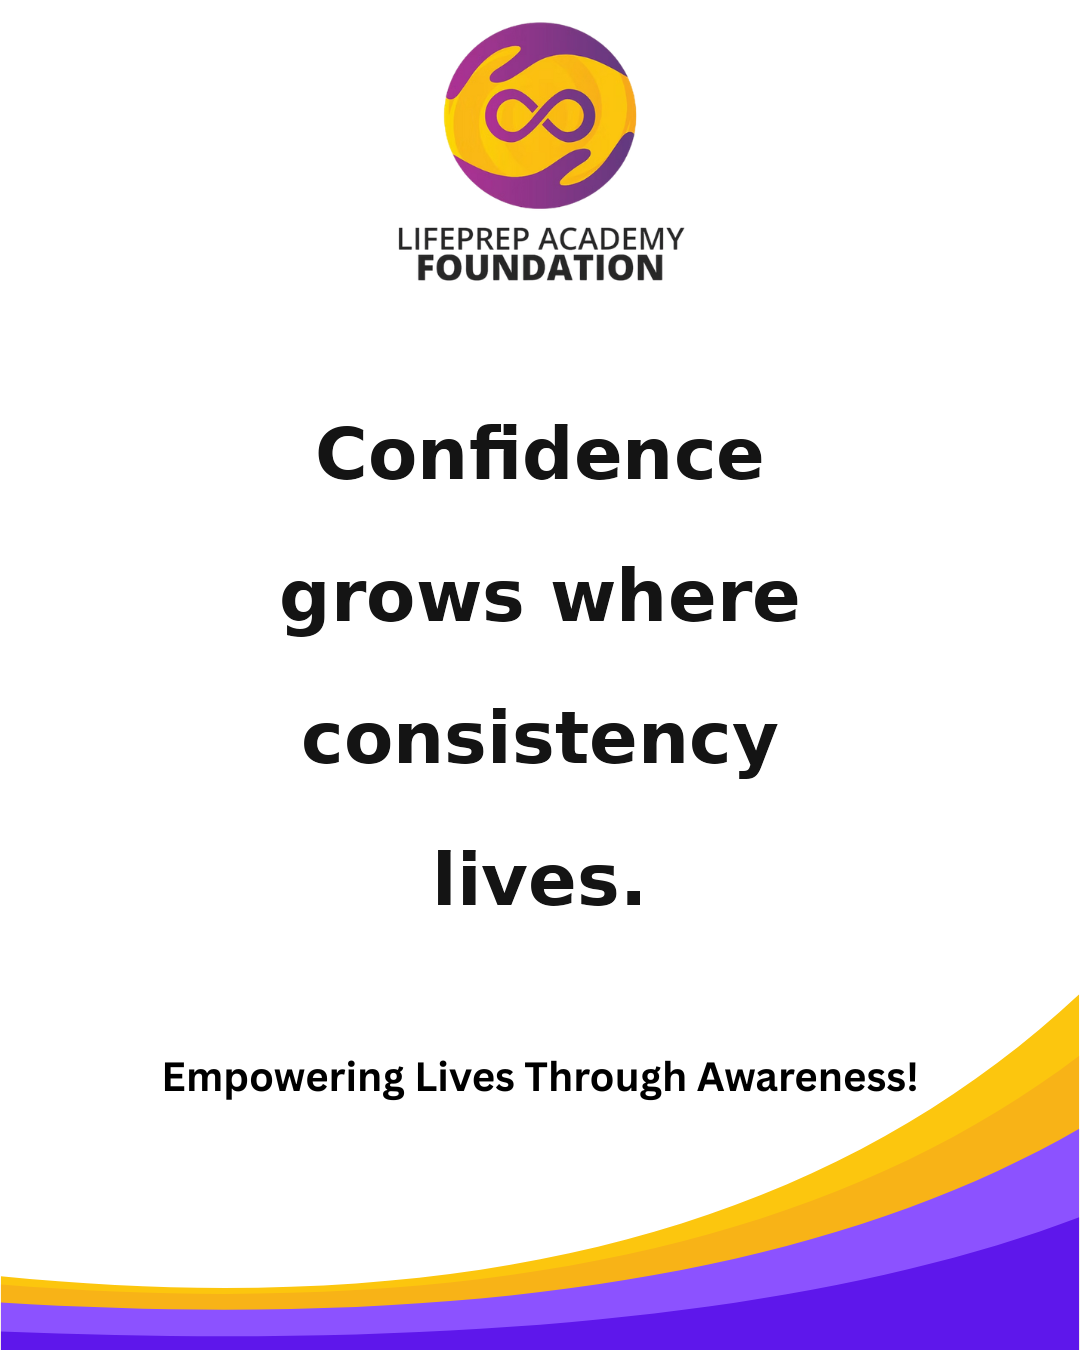 LIFEPREP ACADEMY
FOUNDATION
Confidence
grows where
consistency
lives.
Empowering Lives Through Awareness!